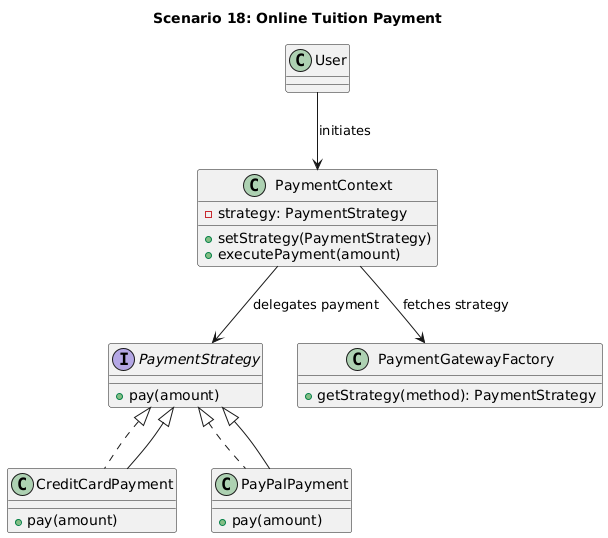 Scenario 18: Online Tuition Payment
C User
initiates
C PaymentContext
strategy: PaymentStrategy
setStrategy(PaymentStrategy)
executePayment(amount)
delegates payment
fetches strategy
I PaymentStrategy
pay(amount)
C PaymentGatewayFactory
getStrategy(method): PaymentStrategy
C CreditCardPayment
pay(amount)
C PayPalPayment
pay(amount)